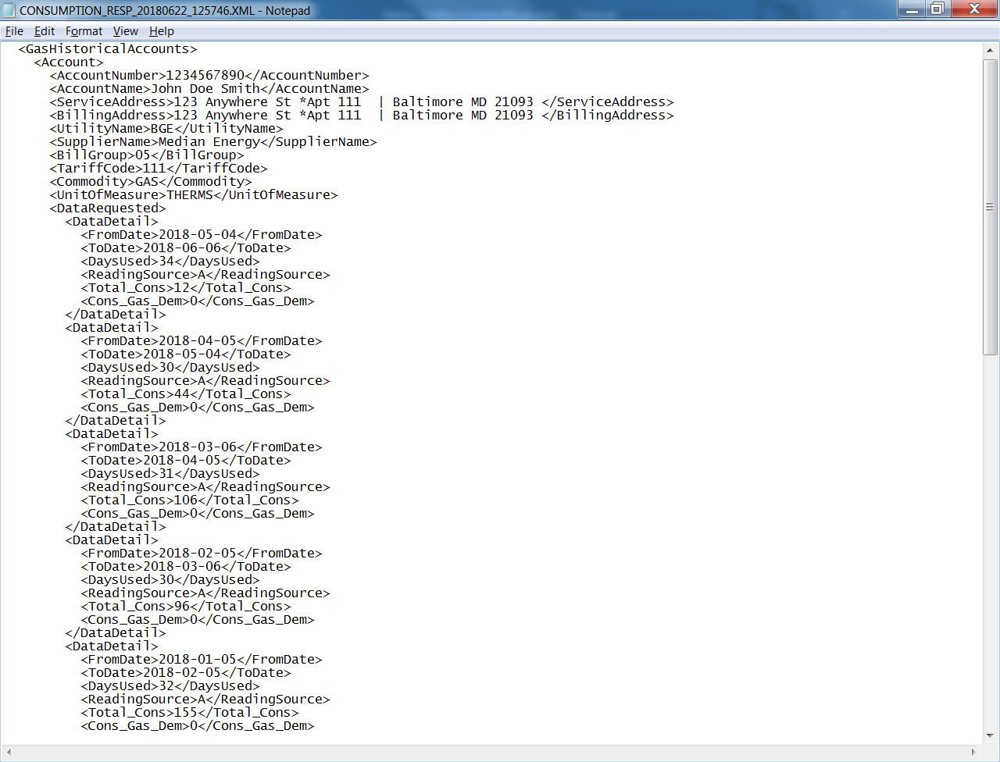 CONSUMPTION_RESP_20180622_125746.XML - Notepad
File Edit Format View Help
<GasHistoricalAccounts>
<Account>
<AccountNumber>1234567890</AccountNumber>
<AccountName>John Doe Smith</AccountName>
<ServiceAddress>123 Anywhere St *Apt 111  | Baltimore MD 21093 </ServiceAddress>
<BillingAddress>123 Anywhere St *Apt 111  | Baltimore MD 21093 </BillingAddress>
<UtilityName>BGE</UtilityName>
<SupplierName>Median Energy</SupplierName>
<BillGroup>05</BillGroup>
<TariffCode>111</TariffCode>
<Commodity>GAS</Commodity>
<UnitOfMeasure>THERMS</UnitOfMeasure>
<DataRequested>
<DataDetail>
<FromDate>2018-05-04</FromDate>
<ToDate>2018-06-06</ToDate>
<DaysUsed>34</DaysUsed>
<ReadingSource>A</ReadingSource>
<Total_Cons>12</Total_Cons>
<Cons_Gas_Dem>0</Cons_Gas_Dem>
</DataDetail>
<DataDetail>
<FromDate>2018-04-05</FromDate>
<ToDate>2018-05-04</ToDate>
<DaysUsed>30</DaysUsed>
<ReadingSource>A</ReadingSource>
<Total_Cons>44</Total_Cons>
<Cons_Gas_Dem>0</Cons_Gas_Dem>
</DataDetail>
<DataDetail>
<FromDate>2018-03-06</FromDate>
<ToDate>2018-04-05</ToDate>
<DaysUsed>31</DaysUsed>
<ReadingSource>A</ReadingSource>
<Total_Cons>106</Total_Cons>
<Cons_Gas_Dem>0</Cons_Gas_Dem>
</DataDetail>
<DataDetail>
<FromDate>2018-02-05</FromDate>
<ToDate>2018-03-06</ToDate>
<DaysUsed>30</DaysUsed>
<ReadingSource>A</ReadingSource>
<Total_Cons>96</Total_Cons>
<Cons_Gas_Dem>0</Cons_Gas_Dem>
</DataDetail>
<DataDetail>
<FromDate>2018-01-05</FromDate>
<ToDate>2018-02-05</ToDate>
<DaysUsed>32</DaysUsed>
<ReadingSource>A</ReadingSource>
<Total_Cons>155</Total_Cons>
<Cons_Gas_Dem>0</Cons_Gas_Dem>